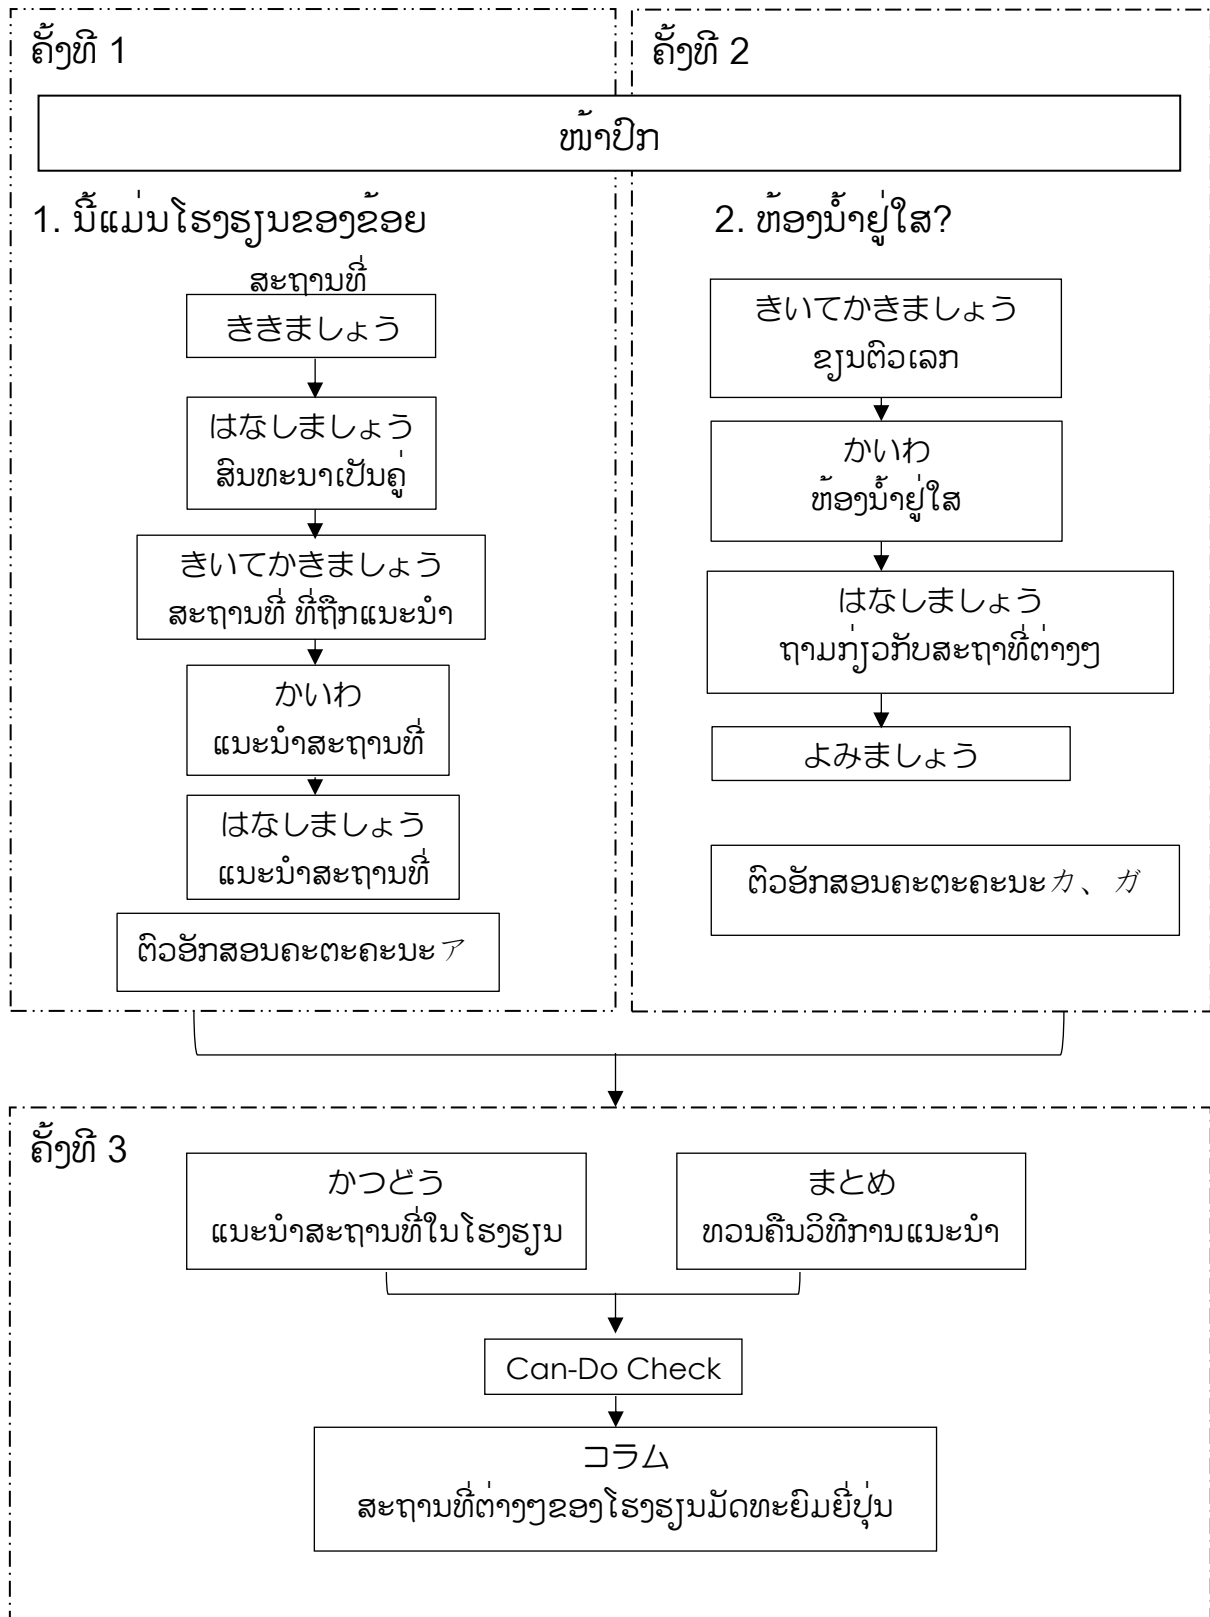 ຄັ້ງທີ 1
ຄັ້ງທີ 2
ໜ້າປົກ
1. ນີ້ແມ່ນໂຮງຮຽນຂອງຂ້ອຍ
ສະຖານທີ່
ききましょう
はなしましょう
ສົນທະນາເປັນຄູ່
きいてかきましょう
ສະຖານທີ່ ທີ່ຖືກແນະນຳ
かいわ
ແນະນຳສະຖານທີ່
はなしましょう
ແນະນຳສະຖານທີ່
ຕົວອັກສອນຄະຕະຄະນະア
2. ຫ້ອງນ້ຳຢູ່ໃສ?
きいてかきましょう
ຂຽນຕົວເລກ
かいわ
ຫ້ອງນ້ຳຢູ່ໃສ
はなしましょう
ຖາມກ່ຽວກັບສະຖາທີ່ຕ່າງໆ
よみましょう
ຕົວອັກສອນຄະຕະຄະນະカ、ガ
ຄັ້ງທີ 3
かつどう
ແນະນຳສະຖານທີ່ໃນໂຮງຮຽນ
まとめ
ທວນຄືນວິທີການແນະນຳ
Can-Do Check
コラム
ສະຖານທີ່ຕ່າງໆຂອງໂຮງຮຽນມັດທະຍົມຍີ່ປຸ່ນ